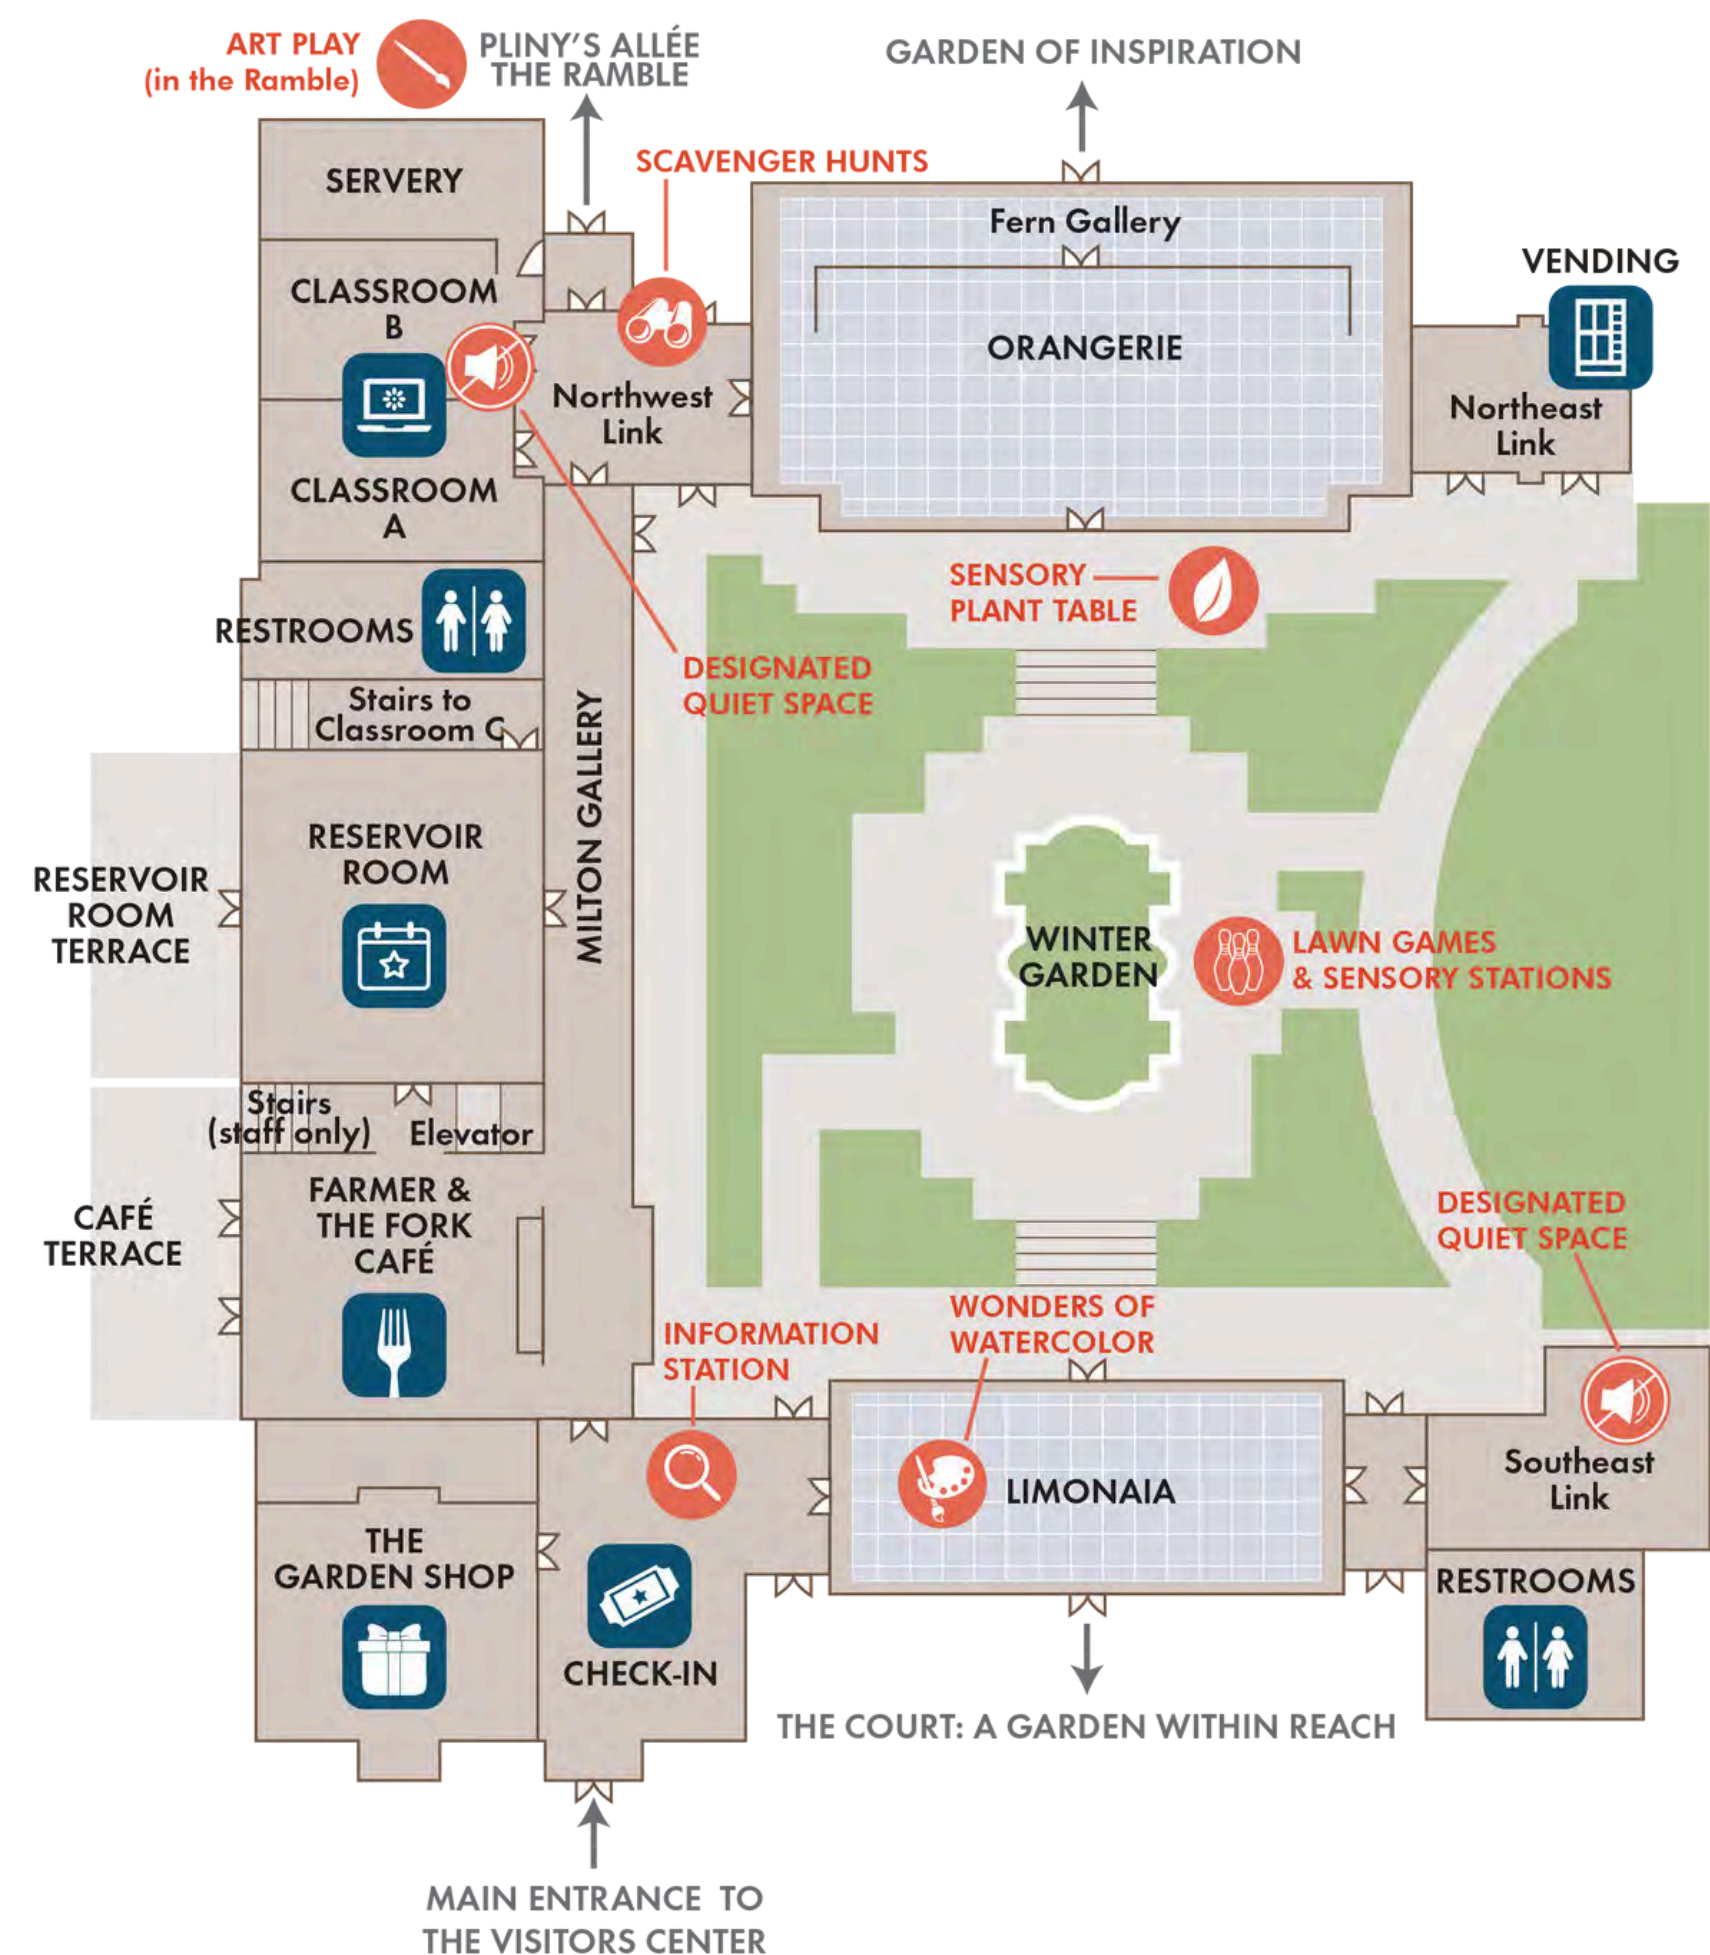 ART PLAY
(in the Ramble)
PLINY'S ALLÉE
THE RAMBLE
GARDEN OF INSPIRATION
SCAVENGER HUNTS
SERVERY
Fern Gallery
VENDING
CLASSROOM
B
ORANGERIE
Northwest
Link
Northeast
Link
CLASSROOM
A
SENSORY
PLANT TABLE
RESTROOMS
DESIGNATED
QUIET SPACE
Stairs to
Classroom C
MILTON GALLERY
RESERVOIR
ROOM
RESERVOIR
ROOM
TERRACE
WINTER
GARDEN
LAWN GAMES
& SENSORY STATIONS
Stairs
(staff only)
Elevator
FARMER &
THE FORK
CAFÉ
CAFÉ
TERRACE
DESIGNATED
QUIET SPACE
INFORMATION
STATION
WONDERS OF
WATERCOLOR
LIMONAIA
Southeast
Link
THE
GARDEN SHOP
RESTROOMS
CHECK-IN
THE COURT: A GARDEN WITHIN REACH
MAIN ENTRANCE TO
THE VISITORS CENTER